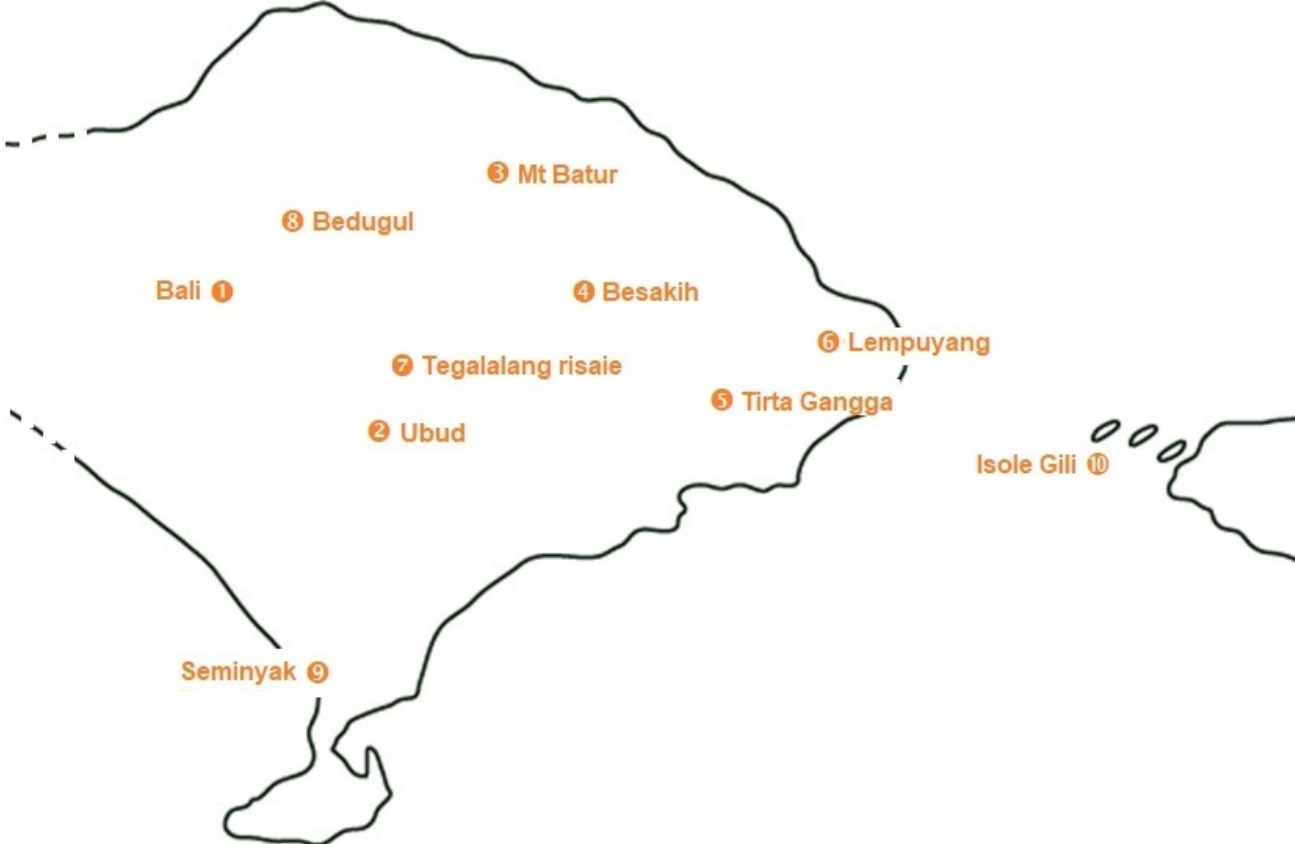 ❸ Mt Batur
❽ Bedugul
Bali ❶
❹ Besakih
❻ Lempuyang
❼ Tegalalang risaie
❺ Tirta Gangga
❷ Ubud
Isole Gili ❿
Seminyak ❾